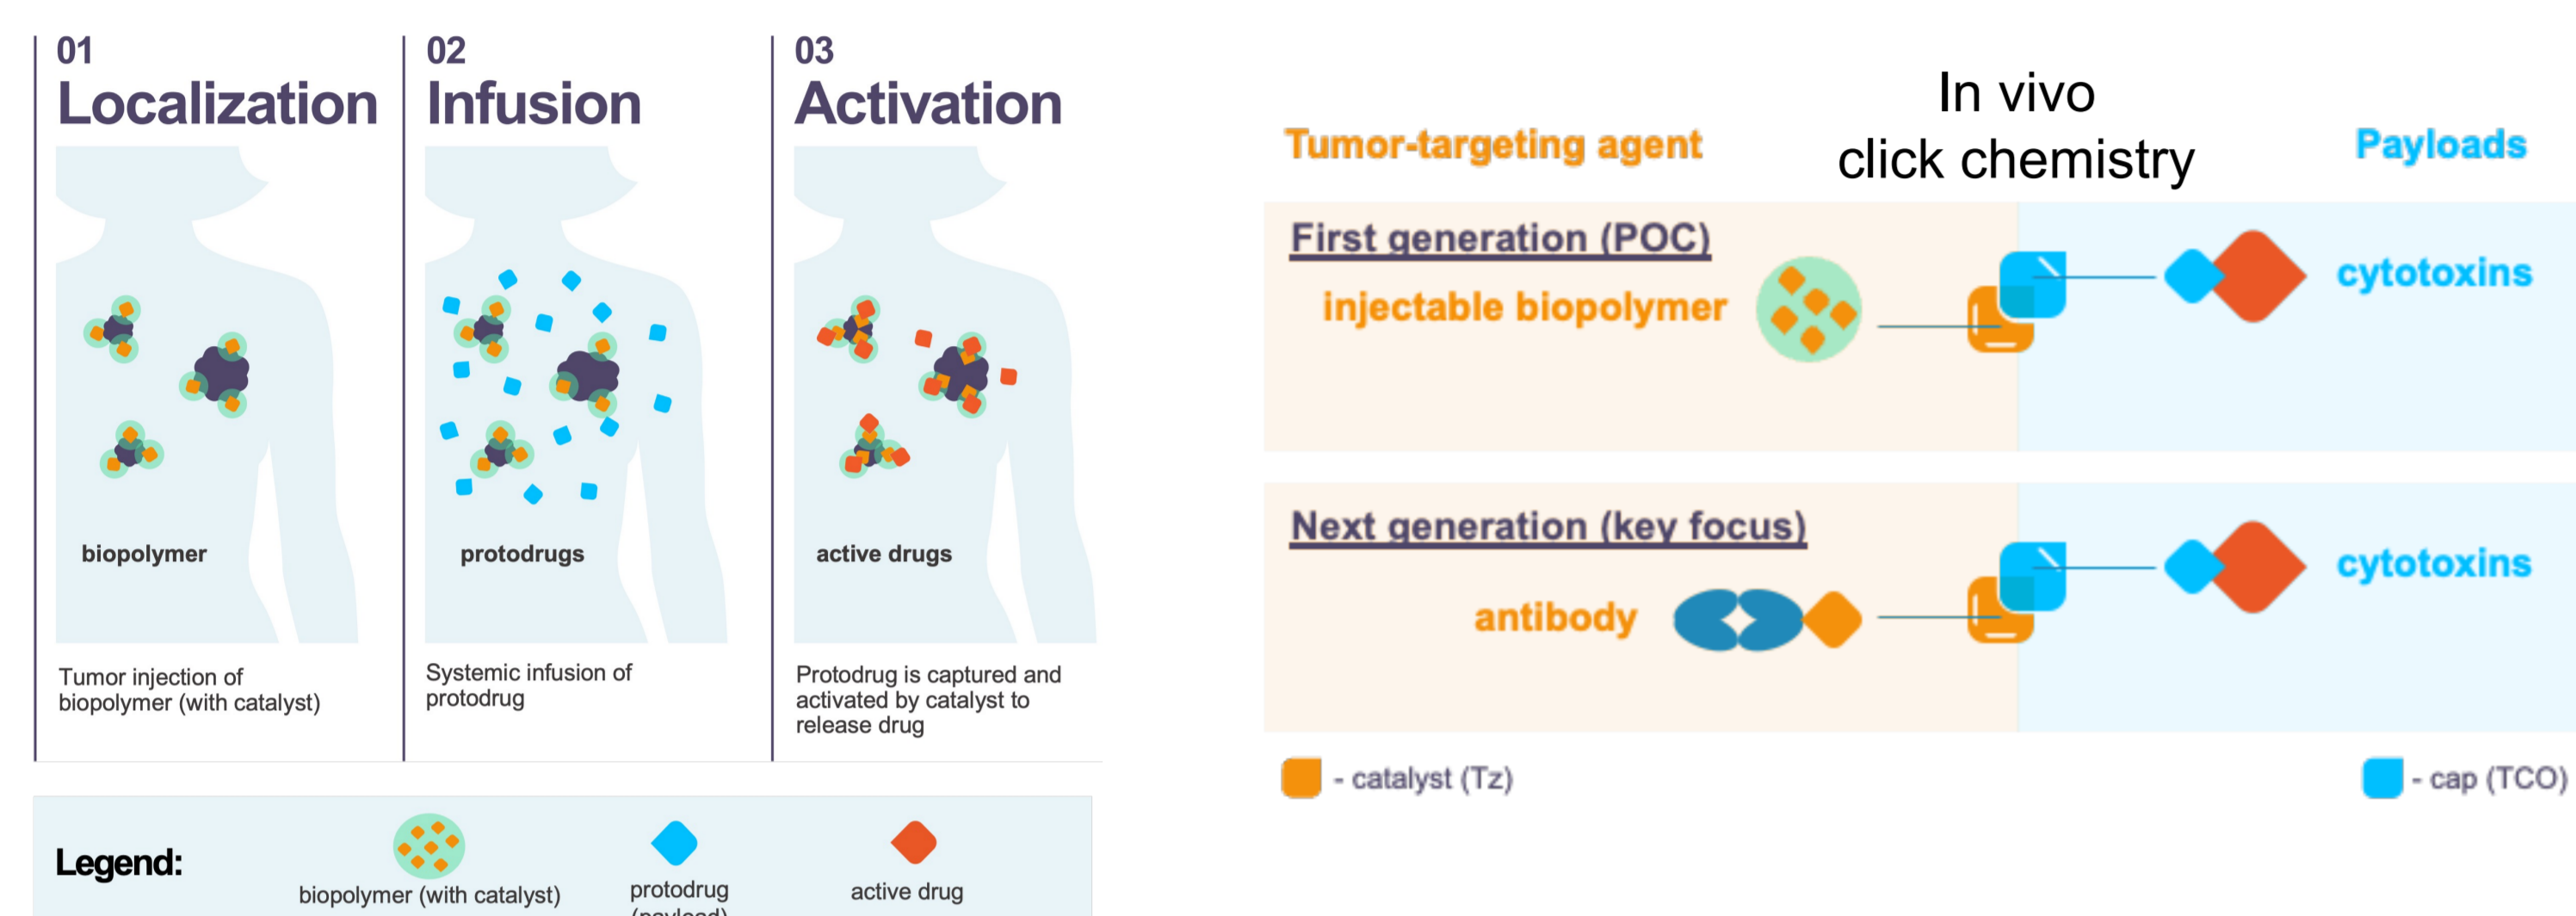 01
Localization
biopolymer
Tumor injection of
biopolymer (with catalyst)
02
Infusion
protodrugs
Systemic infusion of
protodrug
03
Activation
active drugs
Protodrug is captured and
activated by catalyst to
release drug
Legend:
biopolymer (with catalyst)
protodrug
(payload)
active drug
In vivo
click chemistry
Tumor-targeting agent
Payloads
First generation (POC)
injectable biopolymer
cytotoxins
Next generation (key focus)
antibody
cytotoxins
- catalyst (Tz)
- cap (TCO)